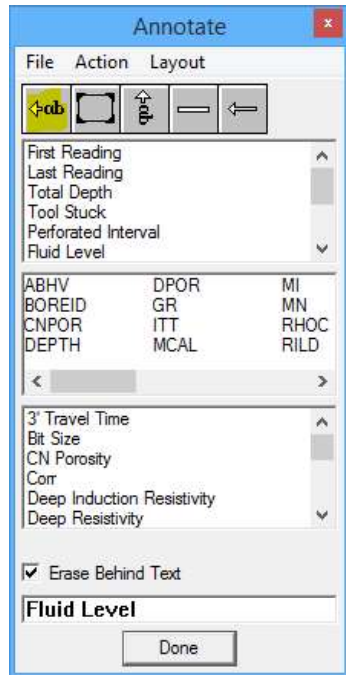 Annotate
x
File Action Layout
ab
ab
First Reading
Last Reading
Total Depth
Tool Stuck
Perforated Interval
Fluid Level
ABHV DPOR MI
BOREID GR MN
CNPOR ITT RHOC
DEPTH MCAL RILD
3' Travel Time
Bit Size
CN Porosity
Corr
Deep Induction Resistivity
Deep Resistivity
Erase Behind Text
Fluid Level
Done